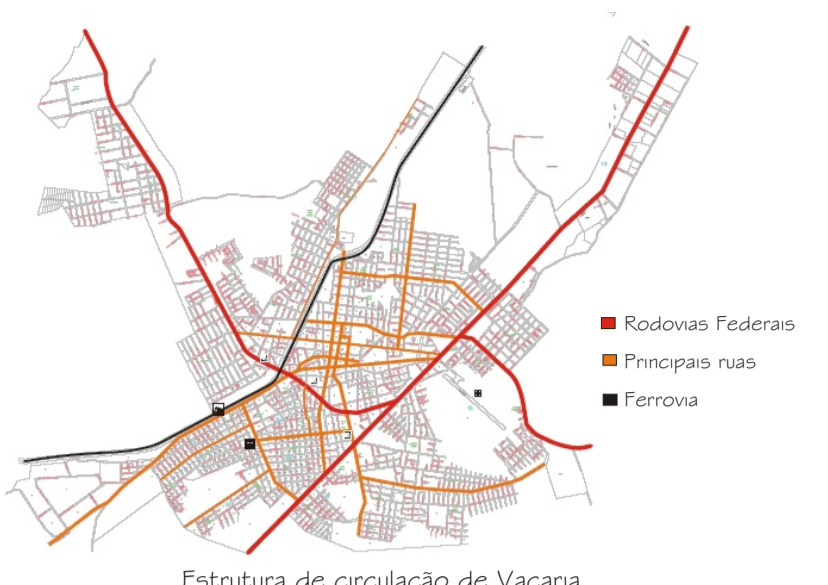 Rodovias Federais
Principais ruas
Ferrovia
Estrutura de circulação de Vacaria